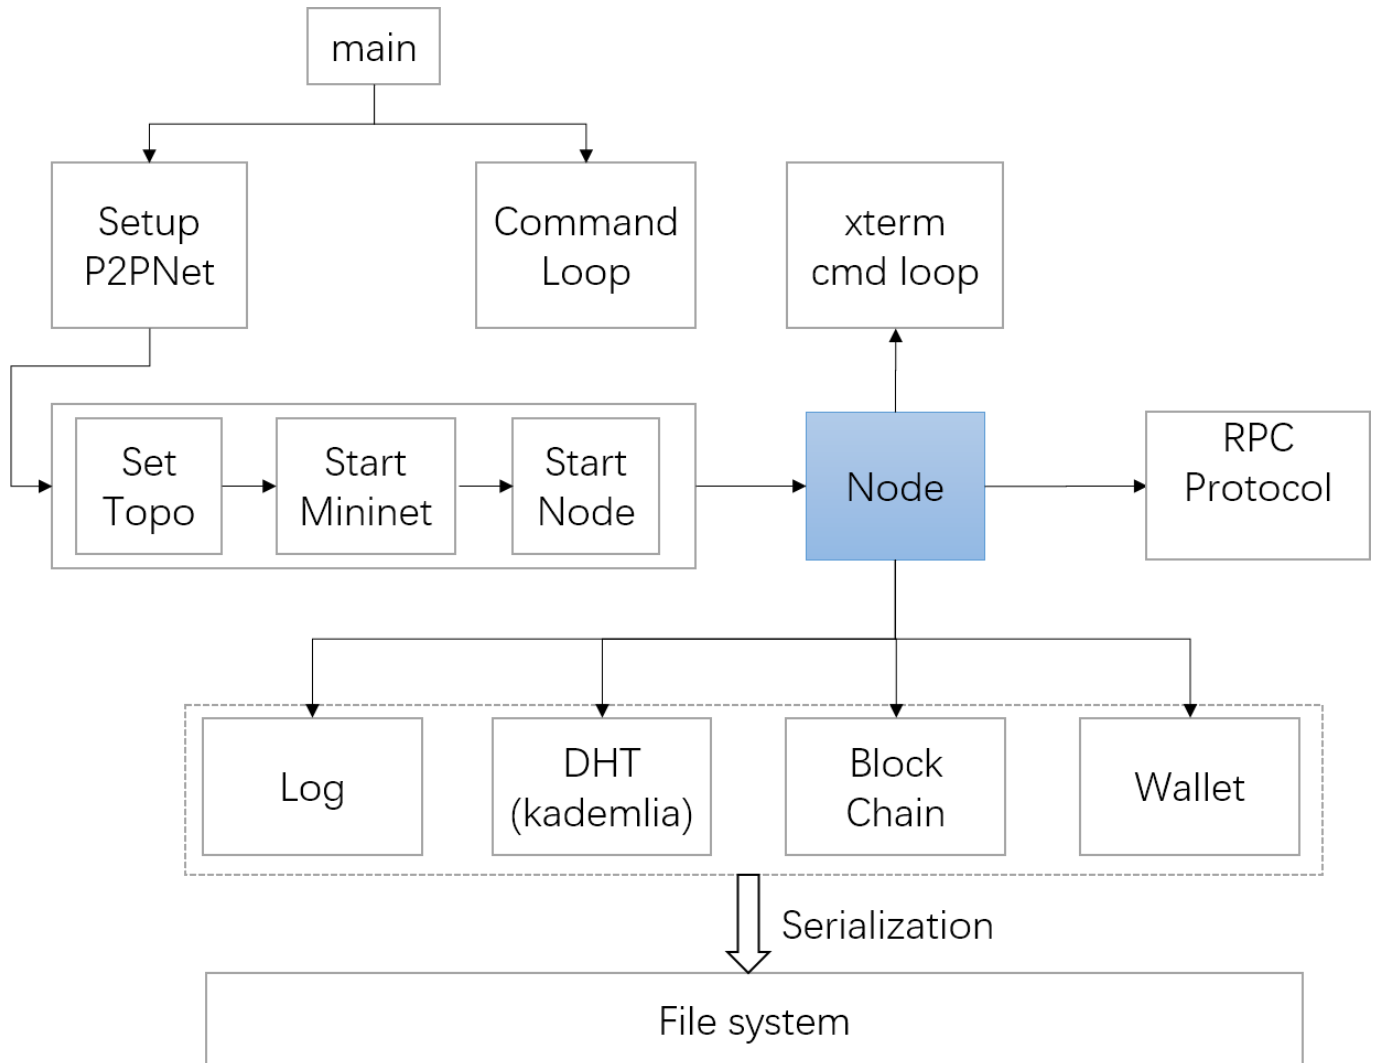 main
Setup
P2PNet
Command
Loop
xterm
cmd loop
Set
Topo
Start
Mininet
Start
Node
Node
RPC
Protocol
Log
DHT
(kademlia)
Block
Chain
Wallet
Serialization
File system